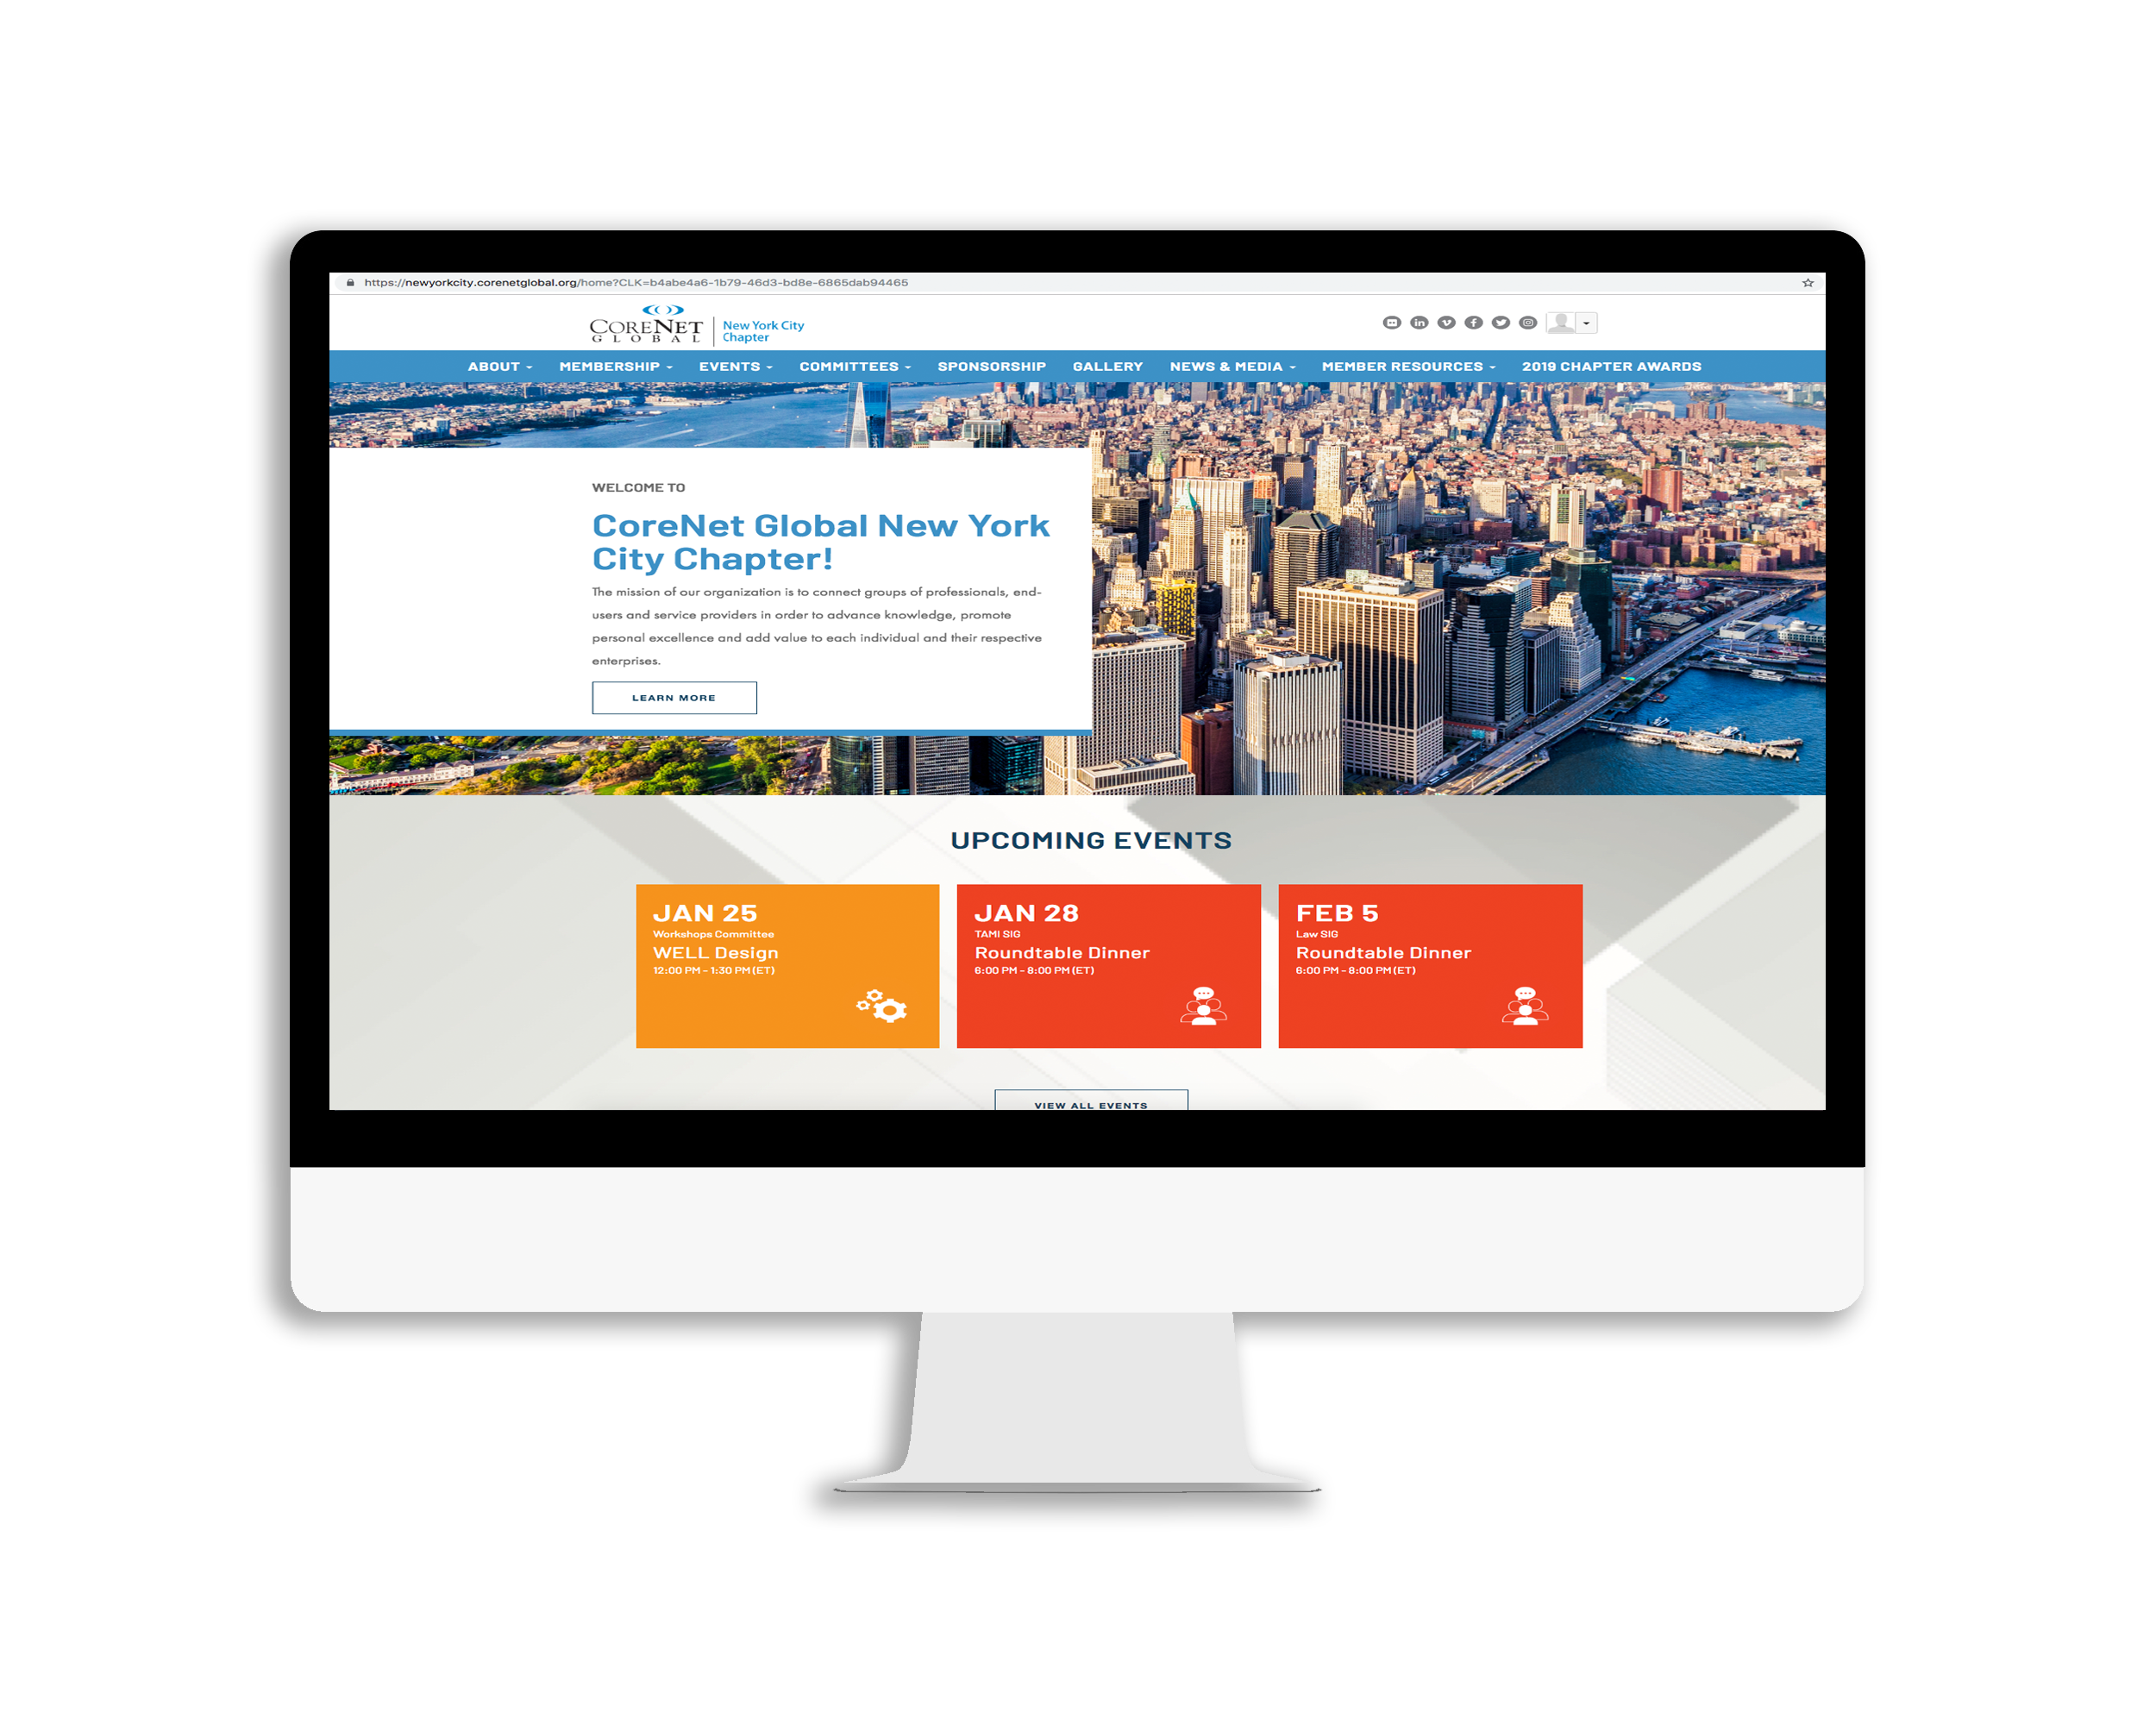 https://newyorkcity.corenetglobal.org/home?CLK=b4abe4a6-1b79-46d3-bd8e-6865dab94465
CORENET
GLOBAL
New York City
Chapter
ABOUT MEMBERSHIP EVENTS COMMITTEES SPONSORSHIP GALLERY NEWS & MEDIA MEMBER RESOURCES 2019 CHAPTER AWARDS
WELCOME TO
CoreNet Global New York
City Chapter!
The mission of our organization is to connect groups of professionals, end-
users and service providers in order to advance knowledge, promote
personal excellence and add value to each individual and their respective
enterprises.
LEARN MORE
UPCOMING EVENTS
JAN 25
Workshops Committee
WELL Design
12:00 PM - 1:30 PM (ET)
JAN 28
TAMI SIG
Roundtable Dinner
6:00 PM - 8:00 PM (ET)
FEB 5
Law SIG
Roundtable Dinner
6:00 PM - 8:00 PM (ET)
VIEW ALL EVENTS